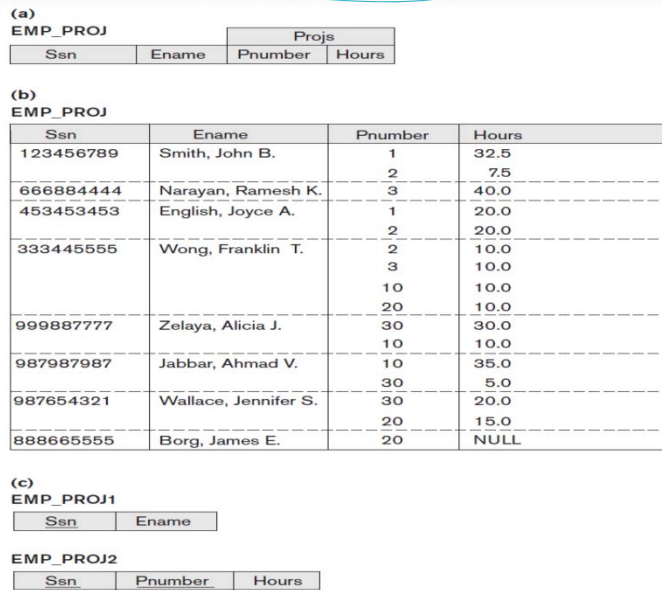 (a)
EMP_PROJ
Projs
Ssn Ename Pnumber Hours
(b)
EMP_PROJ
Ssn Ename Pnumber Hours
123456789 Smith, John B. 1 32.5
2 7.5
666884444 Narayan, Ramesh K. 3 40.0
453453453 English, Joyce A. 1 20.0
2 20.0
333445555 Wong, Franklin T. 2 10.0
3 10.0
10 10.0
20 10.0
999887777 Zelaya, Alicia J. 30 30.0
10 10.0
987987987 Jabbar, Ahmad V. 10 35.0
30 5.0
987654321 Wallace, Jennifer S. 30 20.0
20 15.0
888665555 Borg, James E. 20 NULL
(c)
EMP_PROJ1
Ssn Ename
EMP_PROJ2
Ssn Pnumber Hours